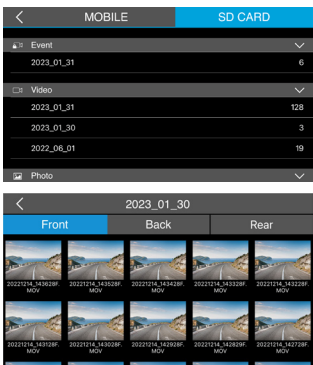 MOBILE SD CARD
Event
2023_01_31 6
Video
2023_01_31 128
2023_01_30 3
2022_06_01 19
Photo
2023_01_30
Front Back Rear
20221214_143628F. 20221214_143528F. 20221214_143428F. 20221214_143328F. 20221214_143228F.
MOV MOV MOV MOV MOV
20221214_143128F. 20221214_143028F. 20221214_142928F. 20221214_142829F. 20221214_142728F.
MOV MOV MOV MOV MOV